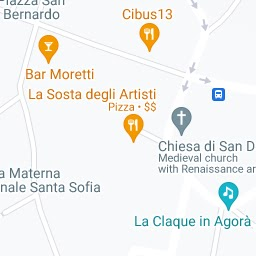 Piazza San
Bernardo
Cibus13
Bar Moretti
La Sosta degli Artisti
Pizza • $$
Chiesa di San D
Medieval church
with Renaissance a
a Materna
nale Santa Sofia
La Claque in Agorà